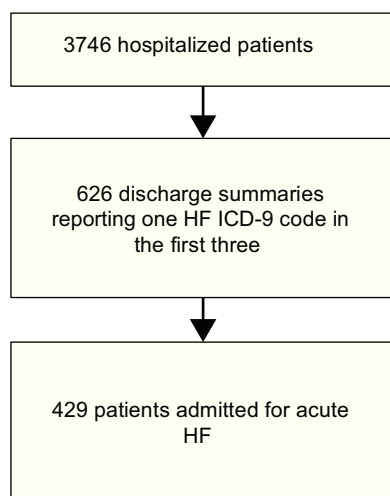 3746 hospitalized patients
626 discharge summaries
reporting one HF ICD-9 code in
the first three
429 patients admitted for acute
HF